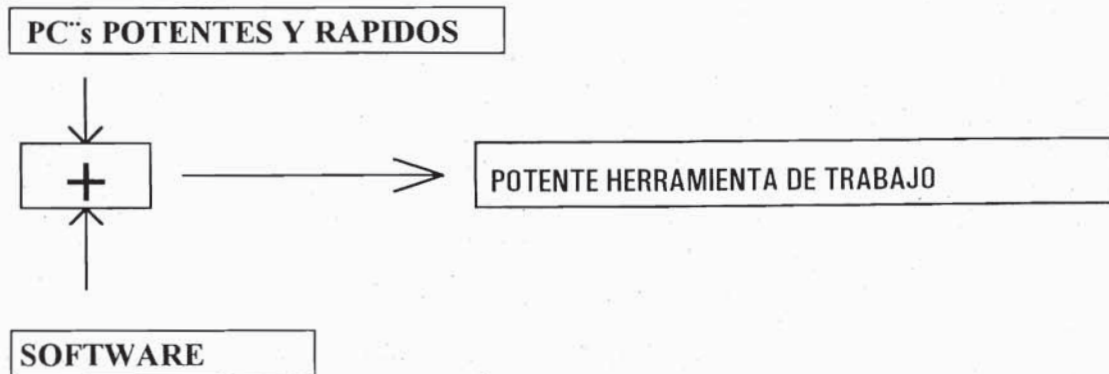 PC¨s POTENTES Y RAPIDOS
+
POTENTE HERRAMIENTA DE TRABAJO
SOFTWARE